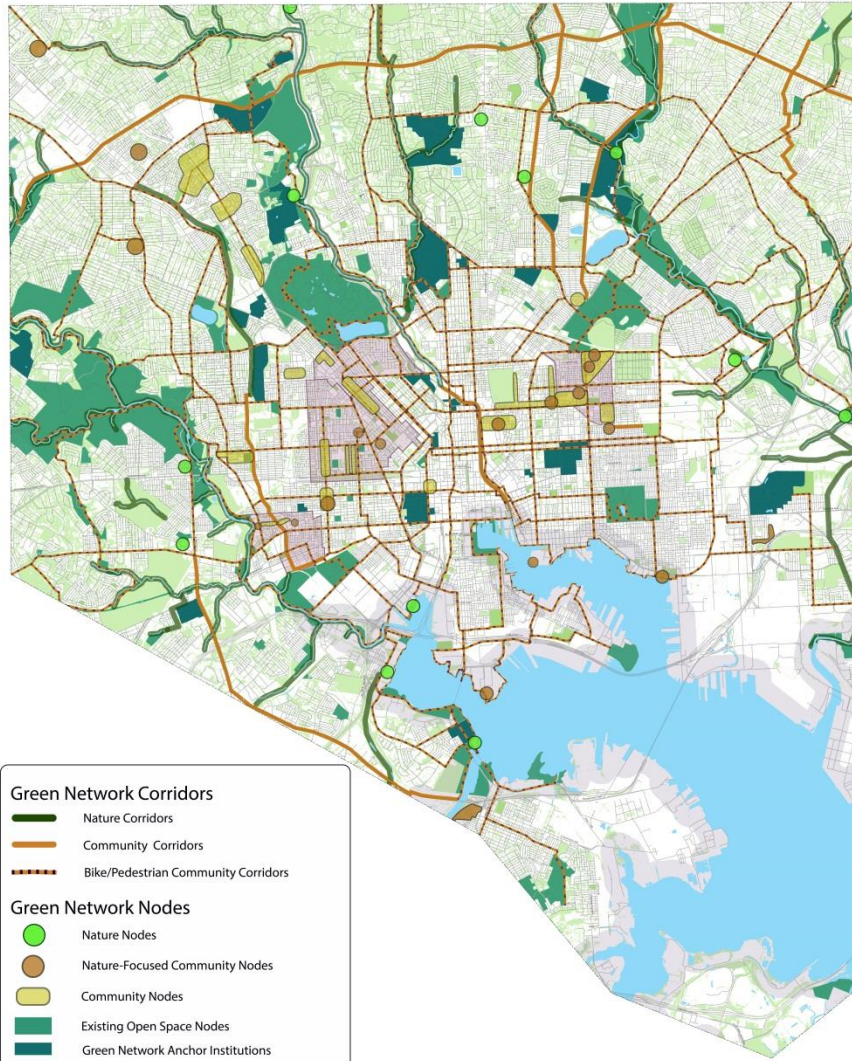 Green Network Corridors
Nature Corridors
Community Corridors
Bike/Pedestrian Community Corridors
Green Network Nodes
Nature Nodes
Nature-Focused Community Nodes
Community Nodes
Existing Open Space Nodes
Green Network Anchor Institutions